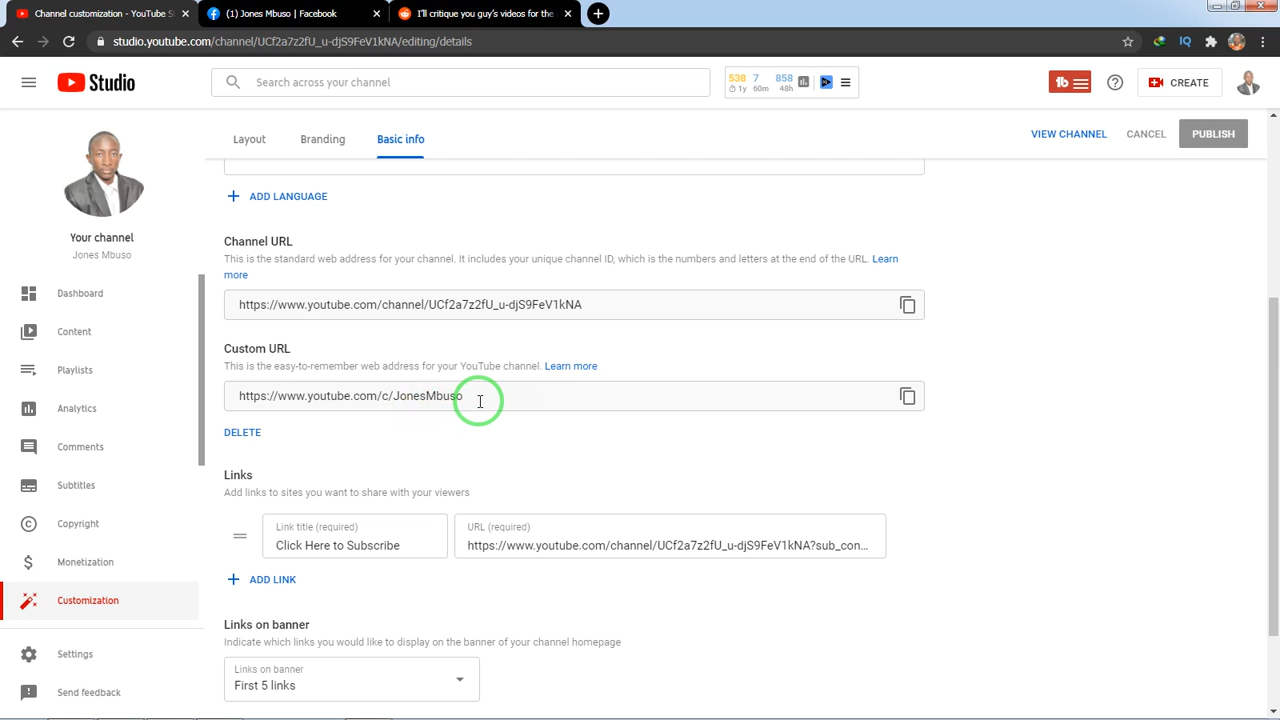 Channel customization - YouTube S
(1) Jones Mbuso | Facebook
I'll critique you guy's videos for the
studio.youtube.com/channel/UCf2a7z2fU_u-djS9FeV1kNA/editing/details
IQ
Studio
Search across your channel
538 7 858
1y 60m 48h
tb
CREATE
Layout
Branding
Basic info
VIEW CHANNEL
CANCEL
PUBLISH
Your channel
Jones Mbuso
Dashboard
Content
Playlists
Analytics
Comments
Subtitles
Copyright
Monetization
Customization
Settings
Send feedback
ADD LANGUAGE
Channel URL
This is the standard web address for your channel. It includes your unique channel ID, which is the numbers and letters at the end of the URL. Learn
more
https://www.youtube.com/channel/UCf2a7z2fU_u-djS9FeV1kNA
Custom URL
This is the easy-to-remember web address for your YouTube channel. Learn more
https://www.youtube.com/c/JonesMbuso
DELETE
Links
Add links to sites you want to share with your viewers
Link title (required)
Click Here to Subscribe
URL (required)
https://www.youtube.com/channel/UCf2a7z2fU_u-djS9FeV1kNA?sub_con...
ADD LINK
Links on banner
Indicate which links you would like to display on the banner of your channel homepage
Links on banner
First 5 links